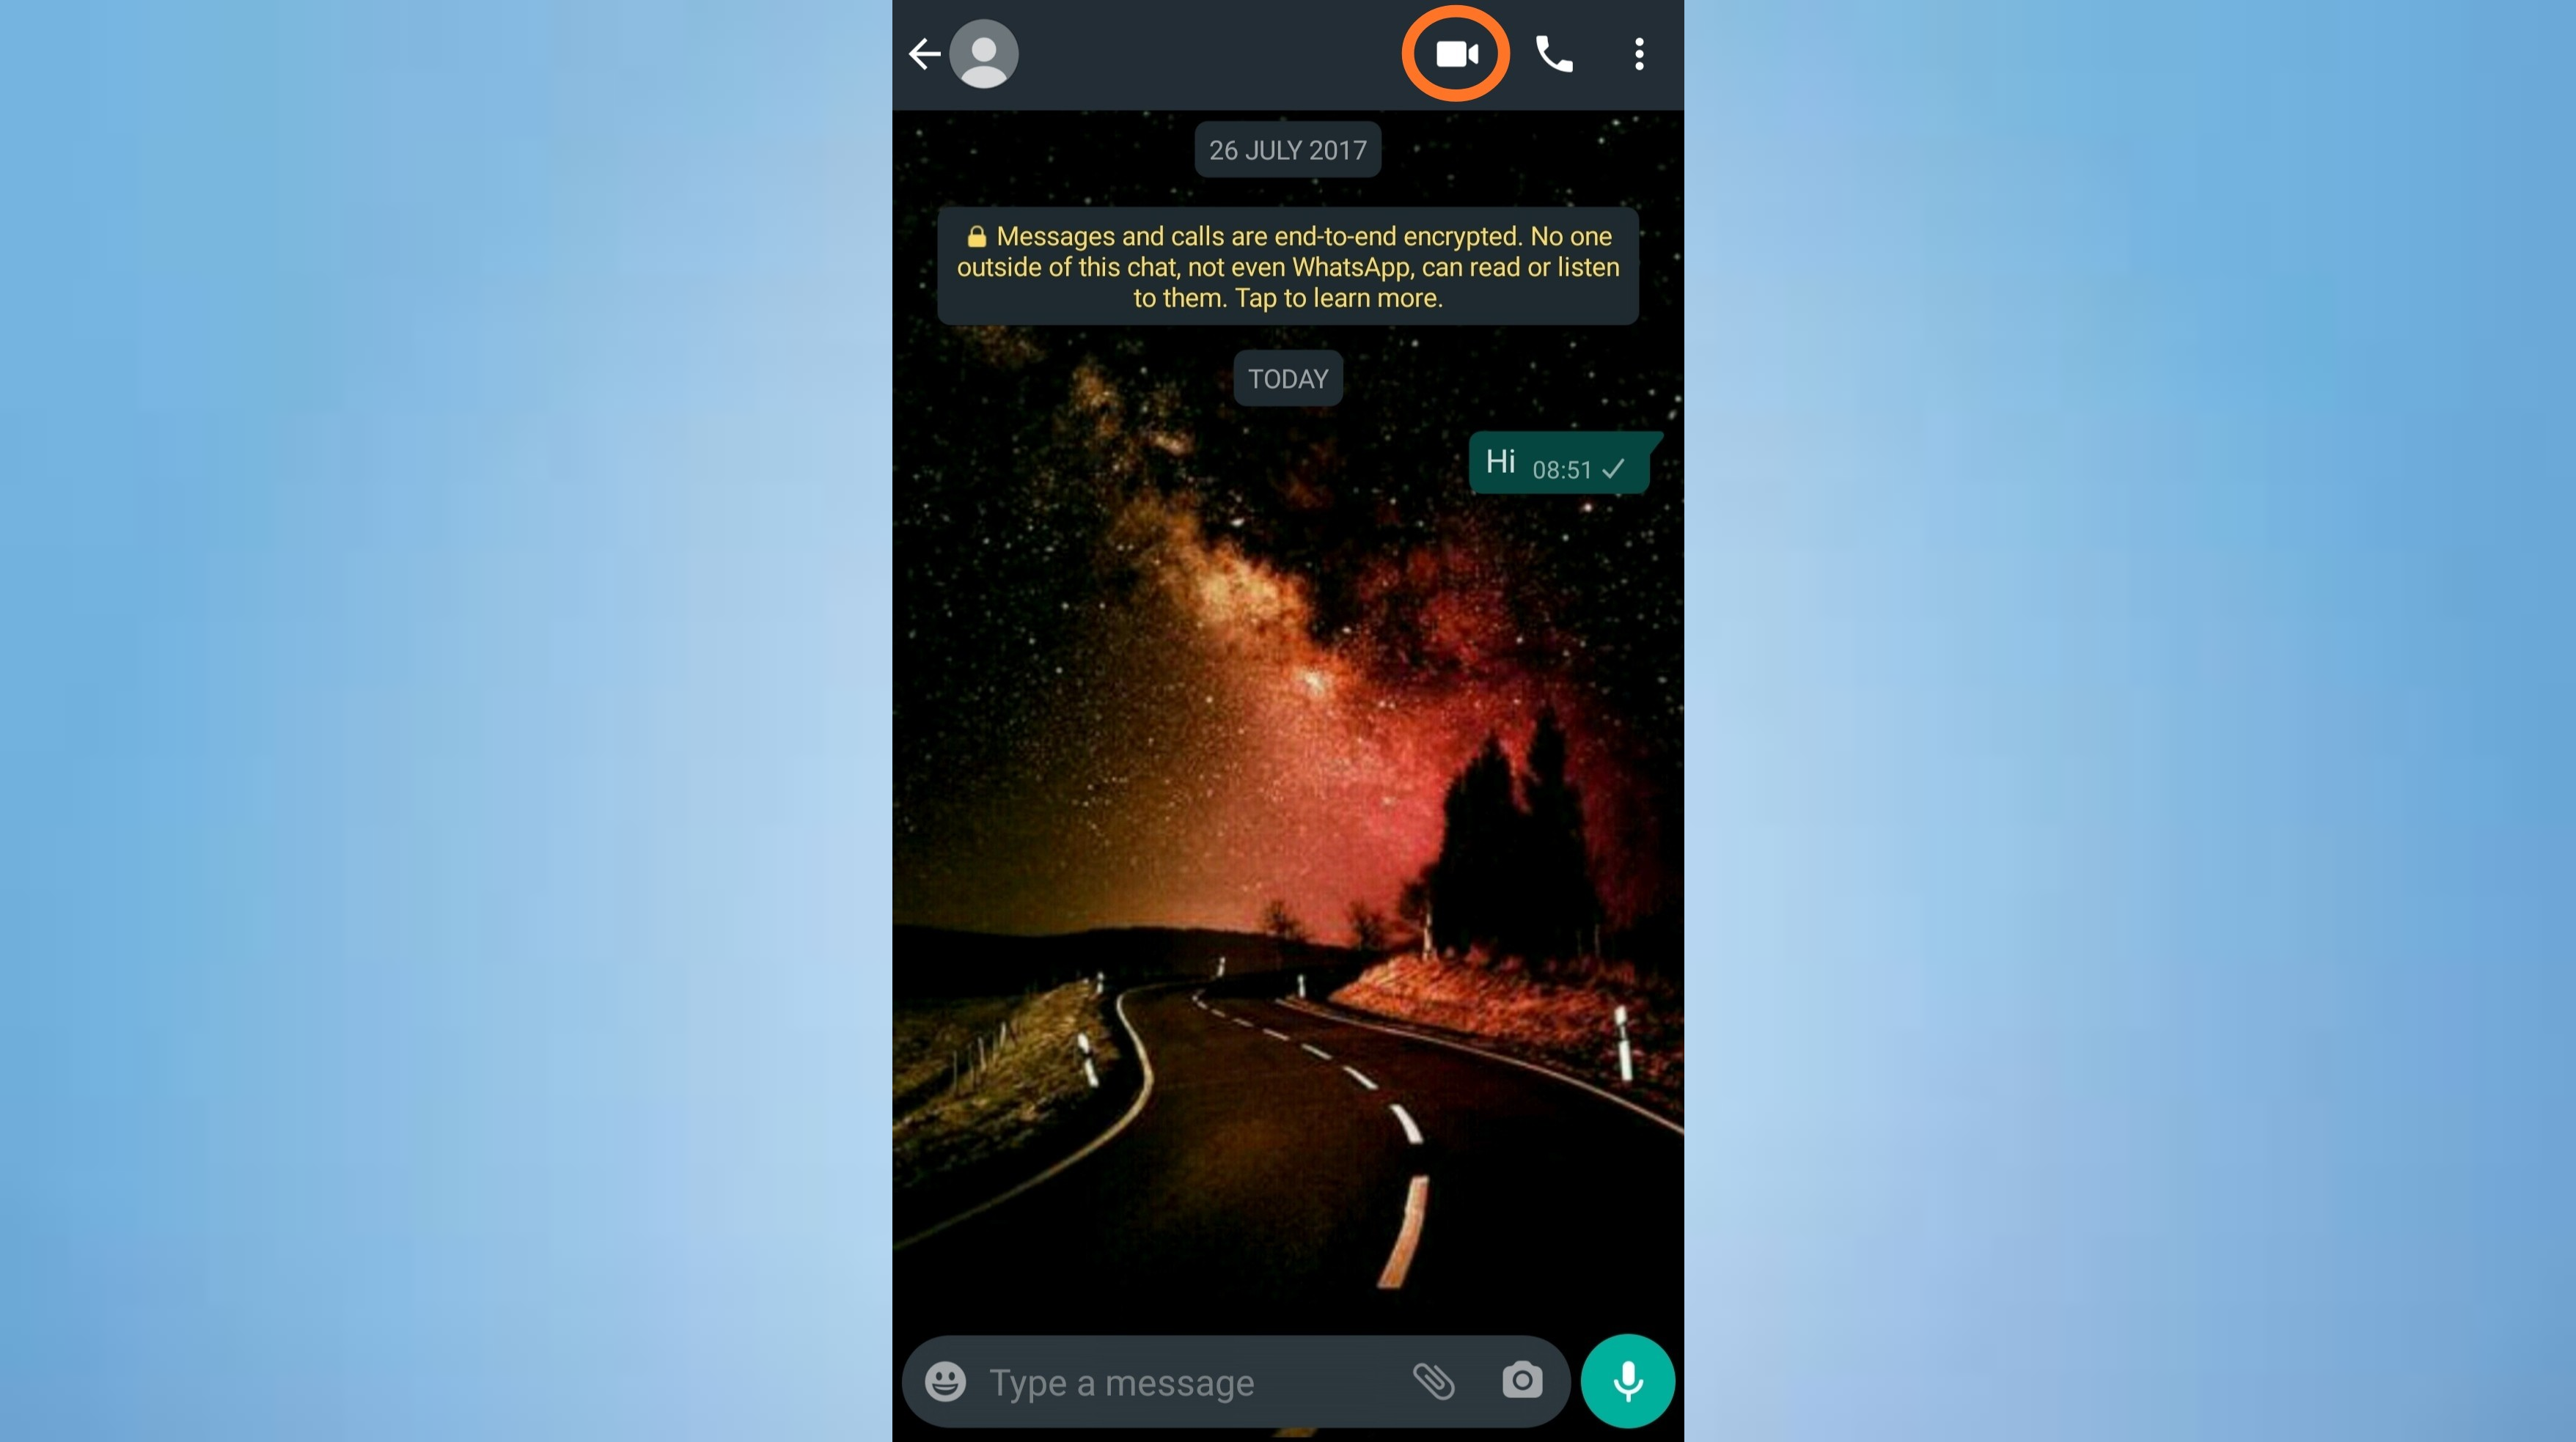 26 JULY 2017
Messages and calls are end-to-end encrypted. No one
outside of this chat, not even WhatsApp, can read or listen
to them. Tap to learn more.
TODAY
Hi 08:51
Type a message